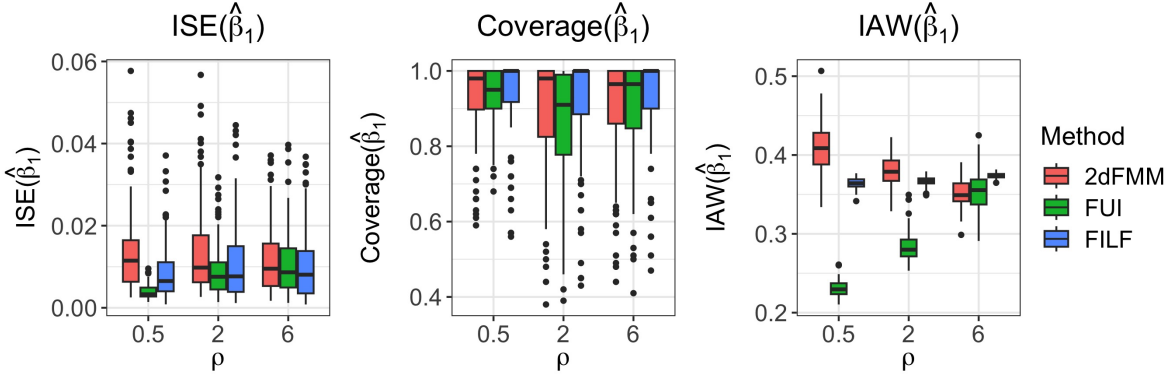 ISE(β̂₁)
ISE(β̂₁)
0.06
0.04
0.02
0.00
0.5 2 6
ρ
Coverage(β̂₁)
Coverage(β̂₁)
1.0
0.8
0.6
0.4
0.5 2 6
ρ
IAW(β̂₁)
IAW(β̂₁)
0.5
0.4
0.3
0.2
0.5 2 6
ρ
Method
2dFMM
FUI
FILF